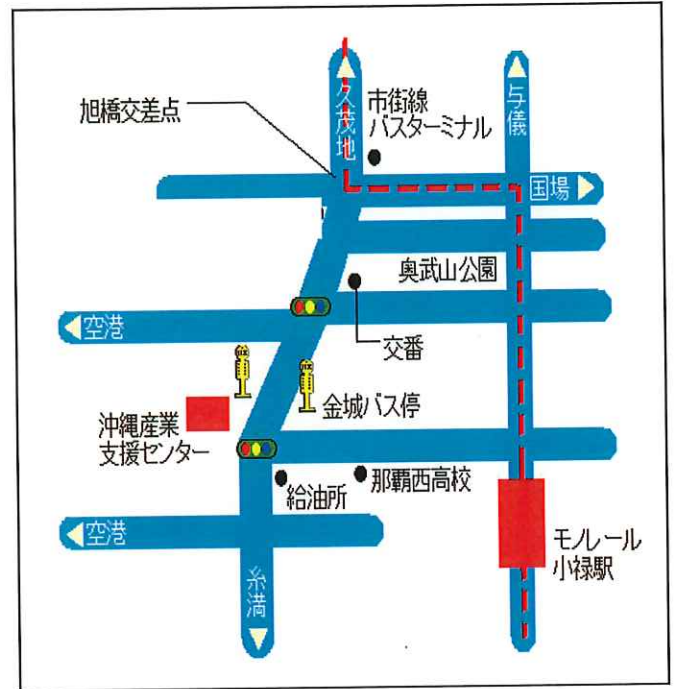 旭橋交差点
久茂地
市街線
バスターミナル
与儀
国場
奥武山公園
空港
交番
金城バス停
沖縄産業
支援センター
給油所
那覇西高校
空港
モノレール
小禄駅
糸満